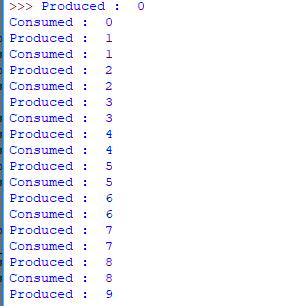 >>> Produced :  0
Consumed :  0
Produced :  1
Consumed :  1
Produced :  2
Consumed :  2
Produced :  3
Consumed :  3
Produced :  4
Consumed :  4
Produced :  5
Consumed :  5
Produced :  6
Consumed :  6
Produced :  7
Consumed :  7
Produced :  8
Consumed :  8
Produced :  9